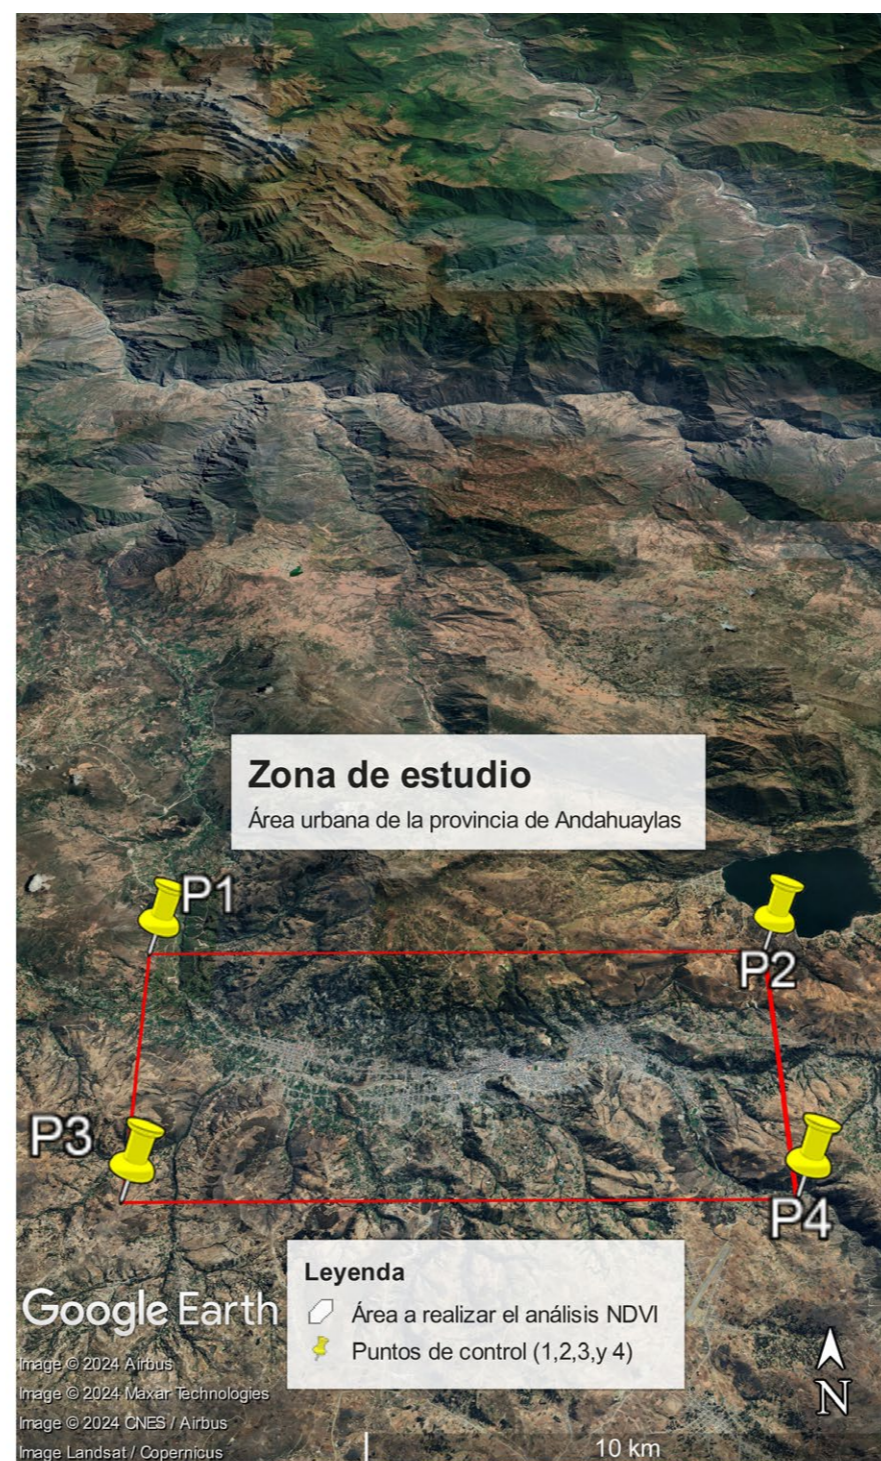 Zona de estudio
Área urbana de la provincia de Andahuaylas
P1
P2
P3
P4
Leyenda
Área a realizar el análisis NDVI
Puntos de control (1,2,3,y 4)
Google Earth
Image © 2024 Airbus
Image © 2024 Maxar Technologies
Image © 2024 CNES / Airbus
Image Landsat / Copernicus
N
10 km